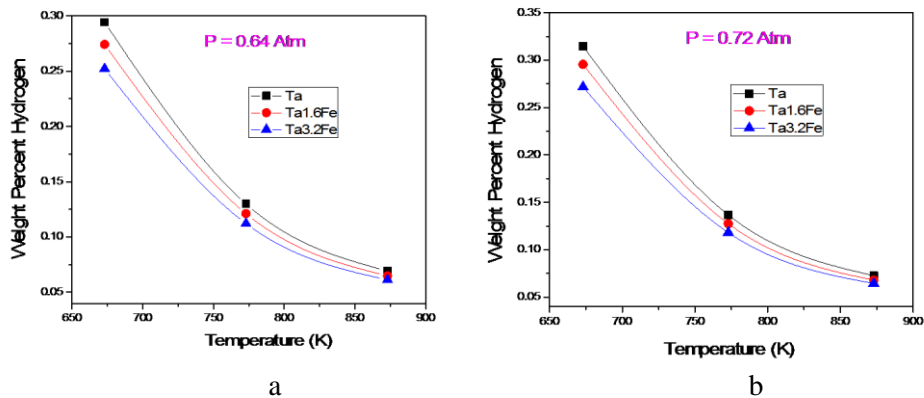 P = 0.64 Atm
Ta
Ta1.6Fe
Ta3.2Fe
Weight Percent Hydrogen
0.30
0.25
0.20
0.15
0.10
0.05
650 700 750 800 850 900
Temperature (K)
a
P = 0.72 Atm
Ta
Ta1.6Fe
Ta3.2Fe
Weight Percent Hydrogen
0.35
0.30
0.25
0.20
0.15
0.10
0.05
650 700 750 800 850 900
Temperature (K)
b